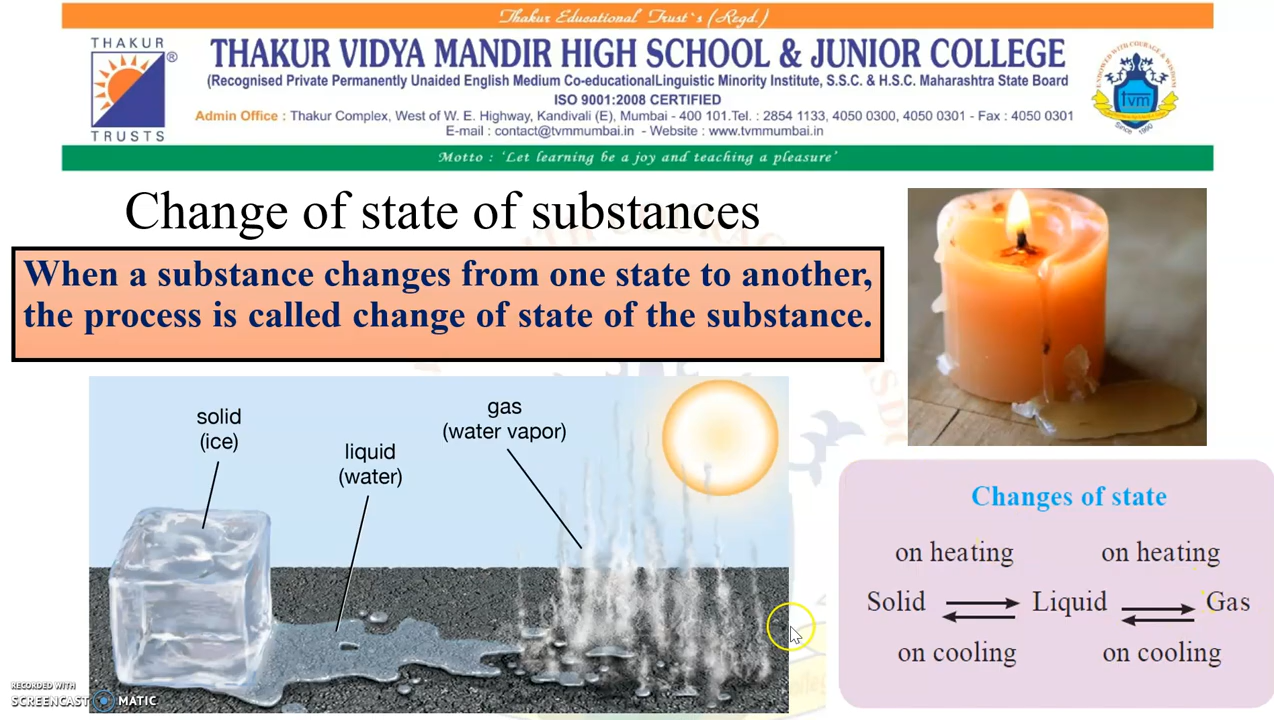 Thakur Educational Trust`s (Regd.)
THAKUR
TRUSTS
®
THAKUR VIDYA MANDIR HIGH SCHOOL & JUNIOR COLLEGE
(Recognised Private Permanently Unaided English Medium Co-educationalLinguistic Minority Institute, S.S.C. & H.S.C. Maharashtra State Board
ISO 9001:2008 CERTIFIED
Admin Office : Thakur Complex, West of W. E. Highway, Kandivali (E), Mumbai - 400 101.Tel. : 2854 1133, 4050 0300, 4050 0301 - Fax : 4050 0301
E-mail : contact@tvmmumbai.in - Website : www.tvmmumbai.in
tvm
Since 1990
Motto : 'Let learning be a joy and teaching a pleasure'
Change of state of substances
When a substance changes from one state to another,
the process is called change of state of the substance.
solid
(ice)
liquid
(water)
gas
(water vapor)
Changes of state
on heating on heating
Solid Liquid Gas
on cooling on cooling
RECORDED WITH
SCREENCAST MATIC